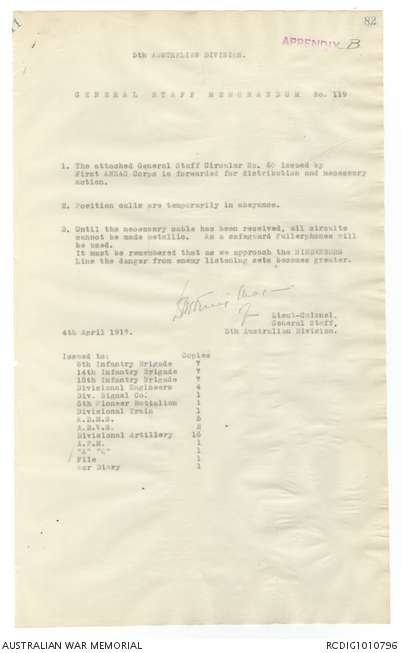 82
APPENDIX B
5th AUSTRALIAN DIVISION.
GENERAL STAFF MEMORANDUM No. 119
1. The attached General Staff Circular No. 60 issued by
First ANZAC Corps is forwarded for distribution and necessary
action.
2. Position calls are temporarily in abeyance.
3. Until the necessary cable has been received, all circuits
cannot be made metallic. As a safeguard Fullerphones will
be used.
It must be remembered that as we approach the HINDENBURG
Line the danger from enemy listening sets becomes greater.
Lieut-Colonel.
General Staff,
4th April 1917. 5th Australian Division.
Issued to: Copies
8th Infantry Brigade 7
14th Infantry Brigade 7
15th Infantry Brigade 7
Divisional Engineers 4
Div. Signal Co. 1
5th Pioneer Battalion 1
Divisional Train 1
A.D.M.S. 5
A.D.V.S. 2
Divisional Artillery 16
A.P.M. 1
"A" "Q" 1
File 1
War Diary 1
AUSTRALIAN WAR MEMORIAL RCDIG1010796